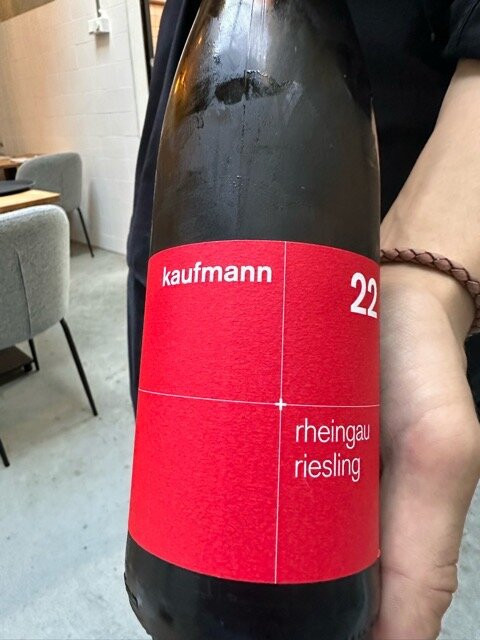 kaufmann
22
rheingau
riesling